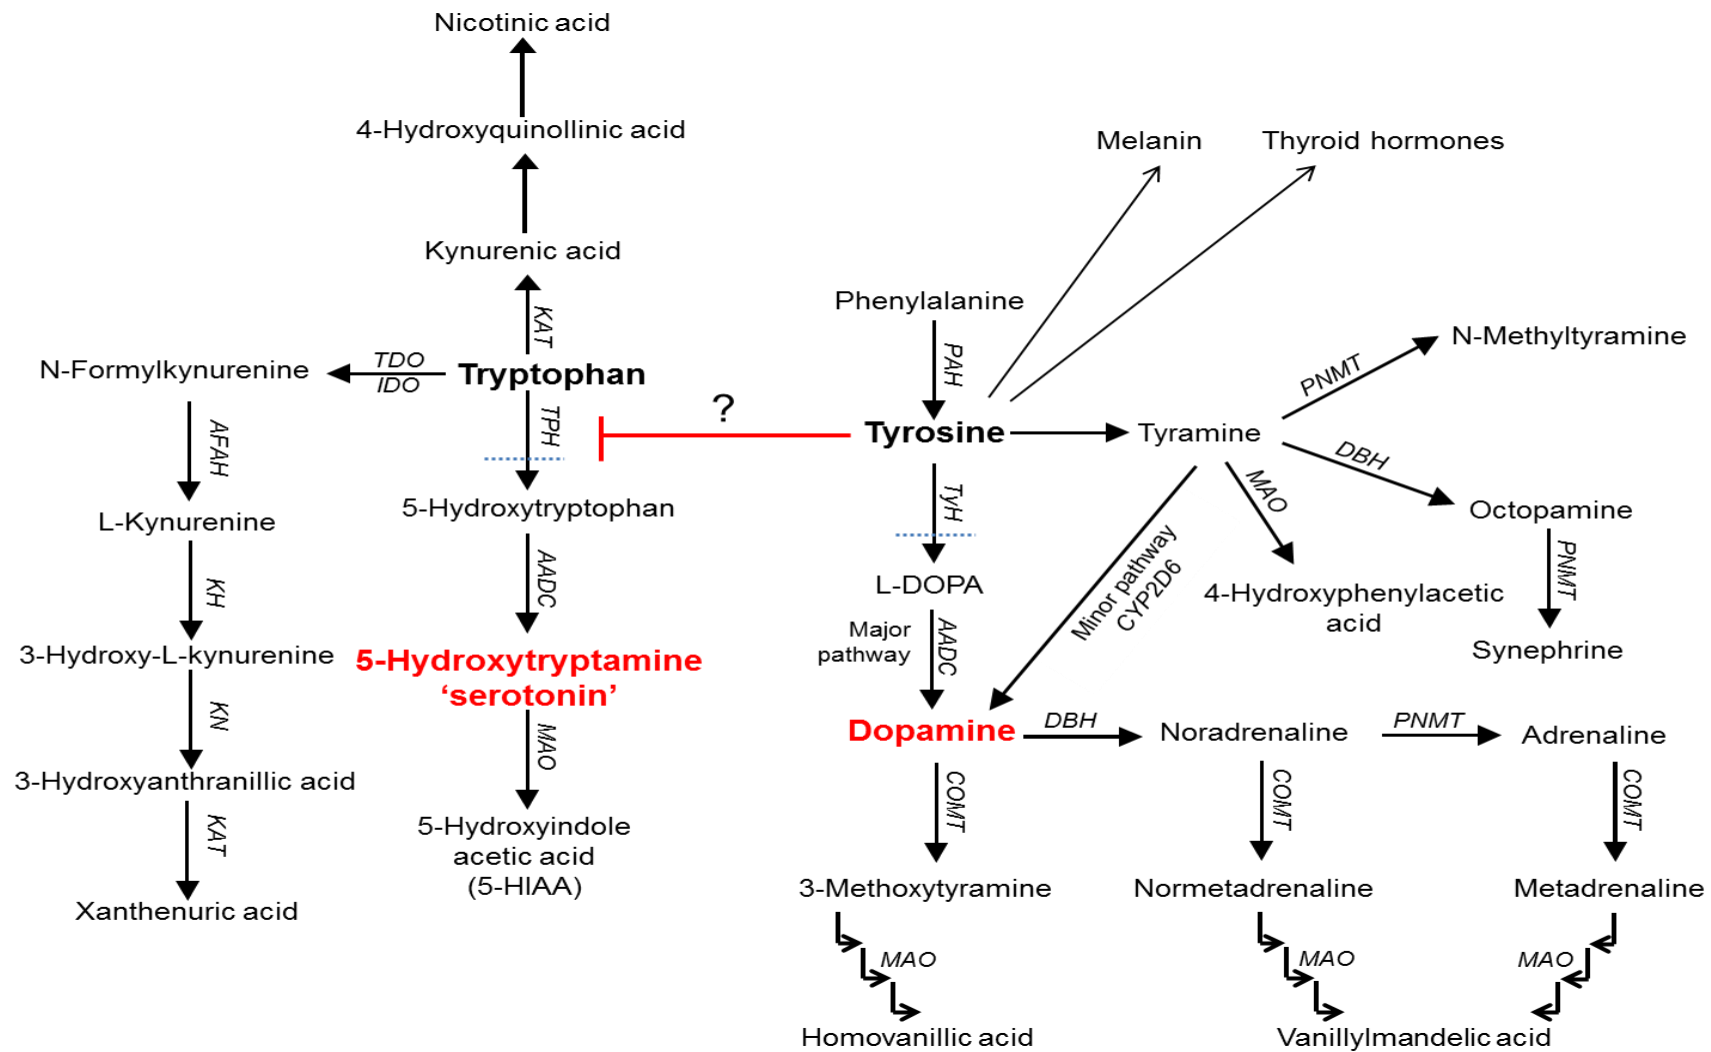 Nicotinic acid
4-Hydroxyquinollinic acid
Kynurenic acid
KAT
N-Formylkynurenine
TDO
IDO
Tryptophan
AFAH
TPH
L-Kynurenine
5-Hydroxytryptophan
KH
AADC
3-Hydroxy-L-kynurenine
5-Hydroxytryptamine
‘serotonin’
KN
MAO
3-Hydroxyanthranillic acid
5-Hydroxyindole
acetic acid
(5-HIAA)
KAT
Xanthenuric acid
?
Melanin
Thyroid hormones
Phenylalanine
PAH
Tyrosine
Tyramine
PNMT
N-Methyltyramine
DBH
Octopamine
MAO
PNMT
4-Hydroxyphenylacetic
acid
Synephrine
TyH
L-DOPA
Minor pathway
CYP2D6
Major
pathway
AADC
Dopamine
DBH
Noradrenaline
PNMT
Adrenaline
COMT
COMT
COMT
3-Methoxytyramine
Normetadrenaline
Metadrenaline
MAO
MAO
MAO
Homovanillic acid
Vanillylmandelic acid